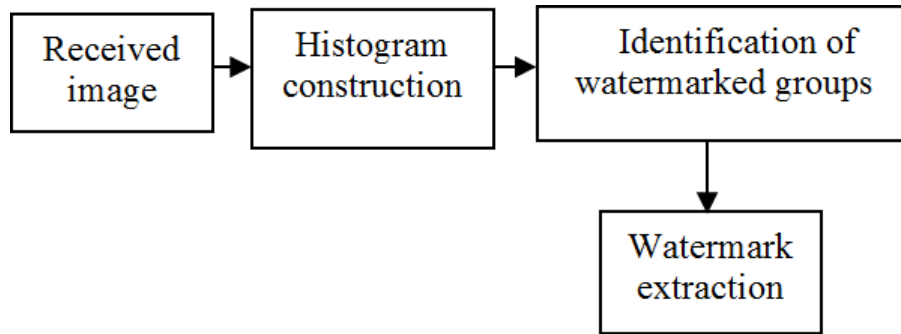 Received
image
Histogram
construction
Identification of
watermarked groups
Watermark
extraction